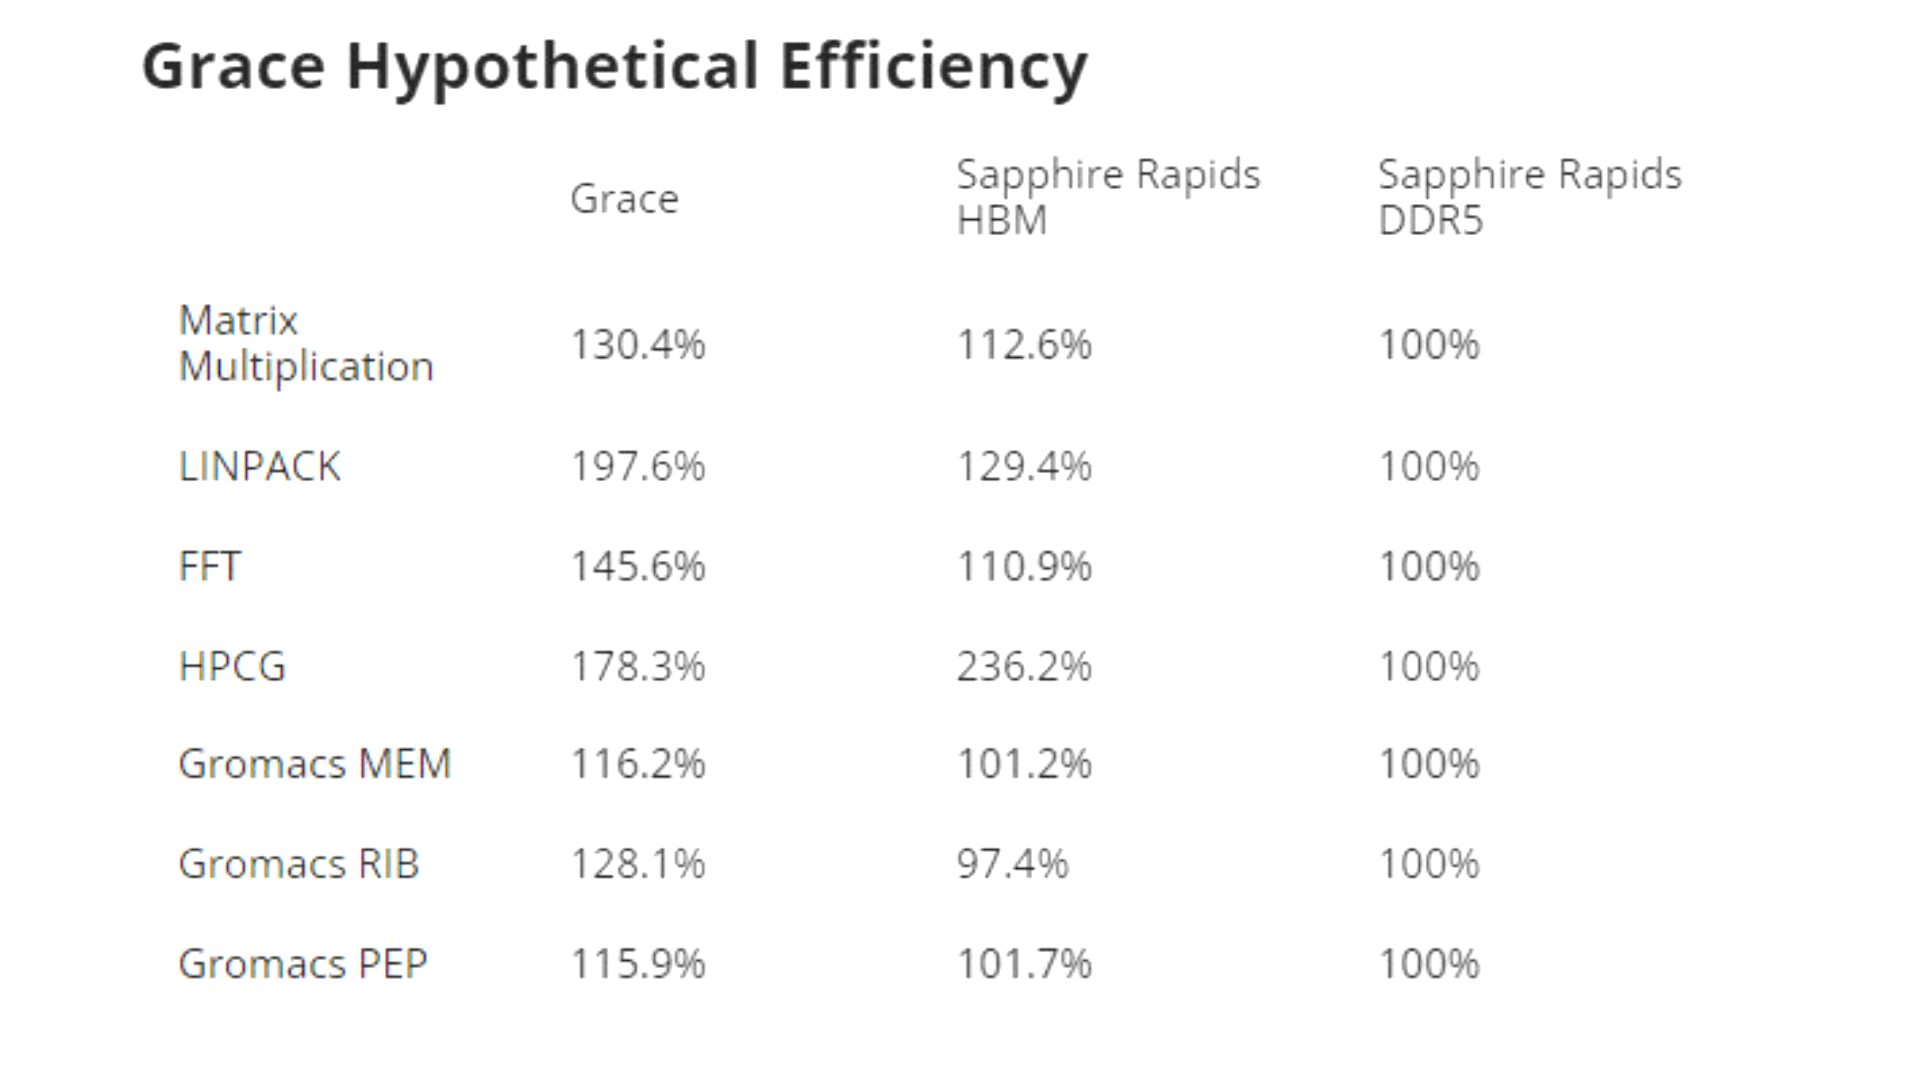 Grace Hypothetical Efficiency
Grace
Sapphire Rapids
HBM
Sapphire Rapids
DDR5
Matrix
Multiplication
130.4%
112.6%
100%
LINPACK
197.6%
129.4%
100%
FFT
145.6%
110.9%
100%
HPCG
178.3%
236.2%
100%
Gromacs MEM
116.2%
101.2%
100%
Gromacs RIB
128.1%
97.4%
100%
Gromacs PEP
115.9%
101.7%
100%